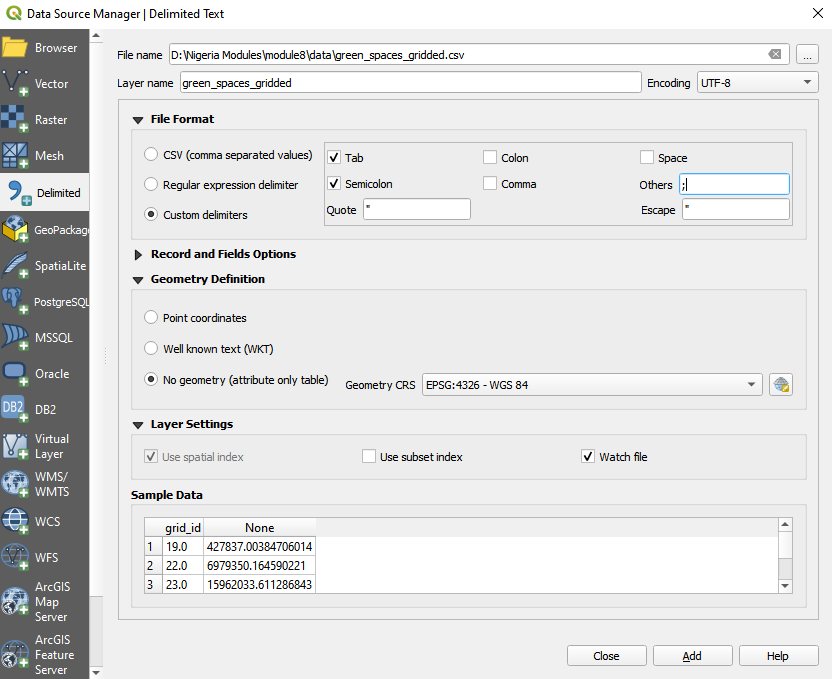 Data Source Manager | Delimited Text
Browser
Vector
Raster
Mesh
Delimited
GeoPackag
SpatiaLite
PostgreSQL
MSSQL
Oracle
DB2
DB2
Virtual
Layer
WMS/
WMTS
WCS
WFS
ArcGIS
Map
Server
ArcGIS
Feature
Server
File name D:\Nigeria Modules\module8\data\green_spaces_gridded.csv ...
Layer name green_spaces_gridded Encoding UTF-8
File Format
CSV (comma separated values) Tab Colon Space
Regular expression delimiter Semicolon Comma Others ;
Custom delimiters Quote " Escape "
Record and Fields Options
Geometry Definition
Point coordinates
Well known text (WKT)
No geometry (attribute only table) Geometry CRS EPSG:4326 - WGS 84
Layer Settings
Use spatial index Use subset index Watch file
Sample Data
grid_id None
1 19.0 427837.00384706014
2 22.0 6979350.164590221
3 23.0 15962033.611286843
Close Add Help